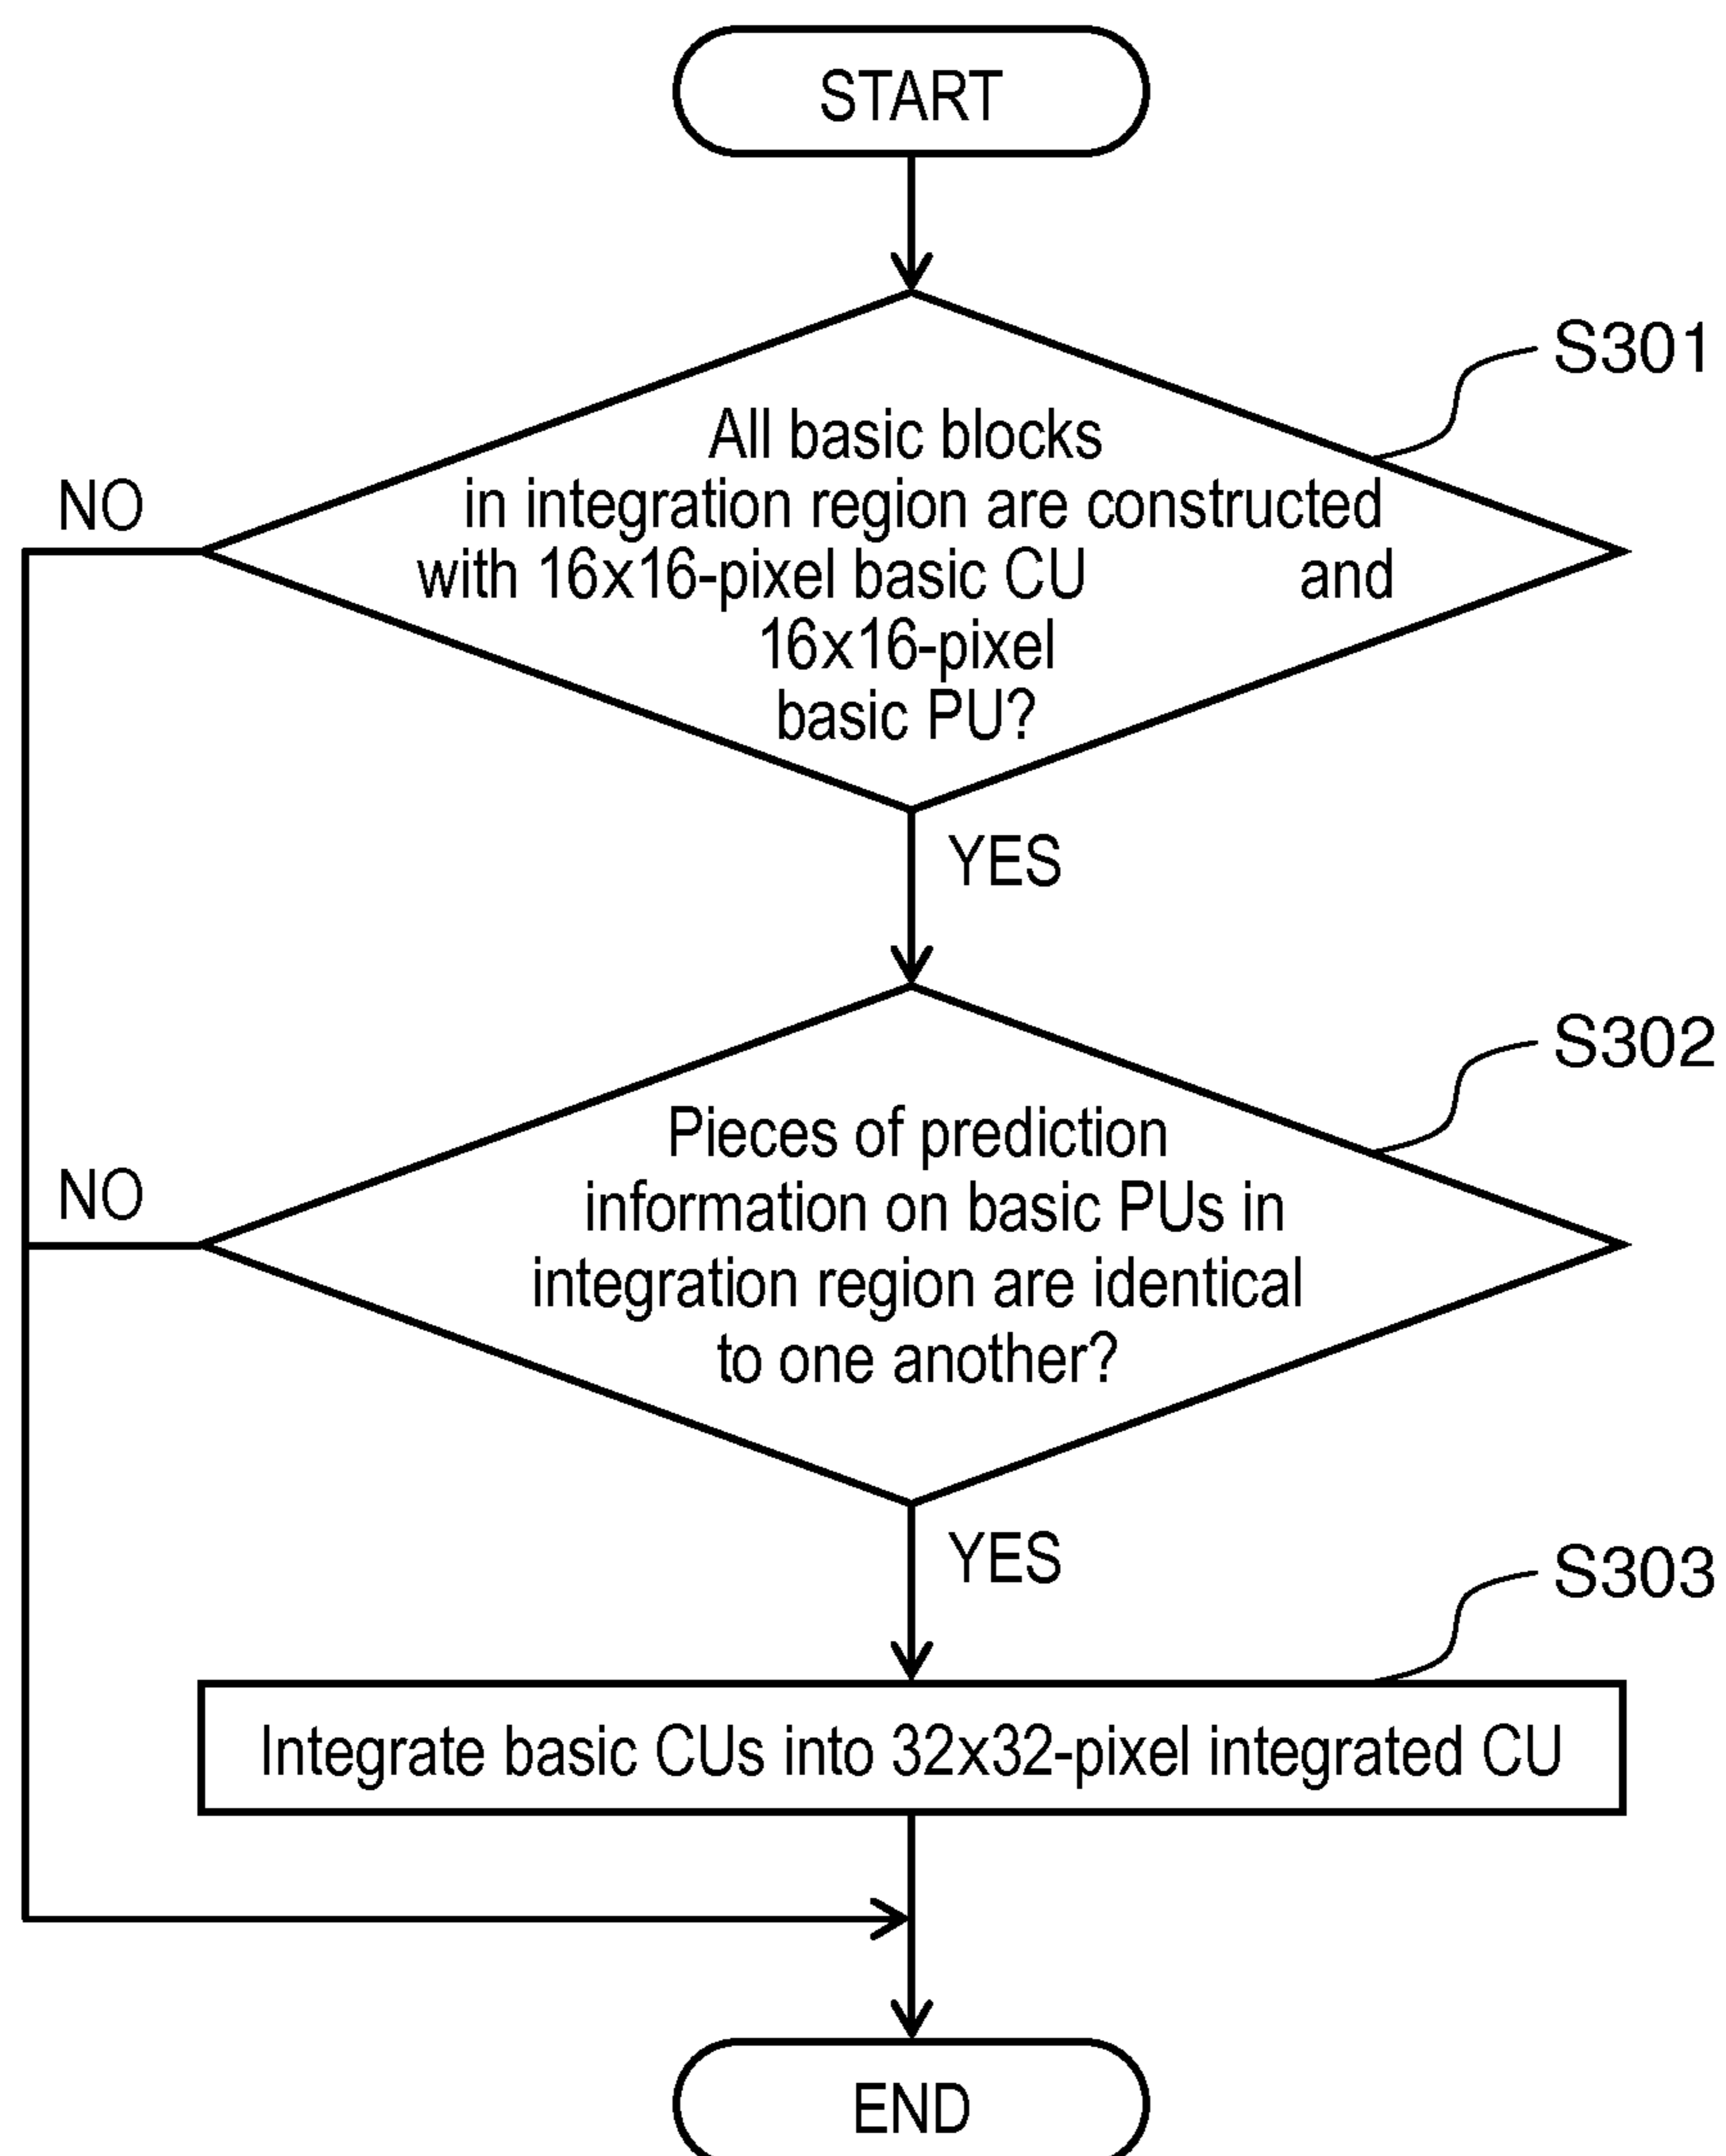 START
S301
All basic blocks
in integration region are constructed
with 16x16-pixel basic CU and
16x16-pixel
basic PU?
NO
YES
S302
Pieces of prediction
information on basic PUs in
integration region are identical
to one another?
NO
YES
S303
Integrate basic CUs into 32x32-pixel integrated CU
END